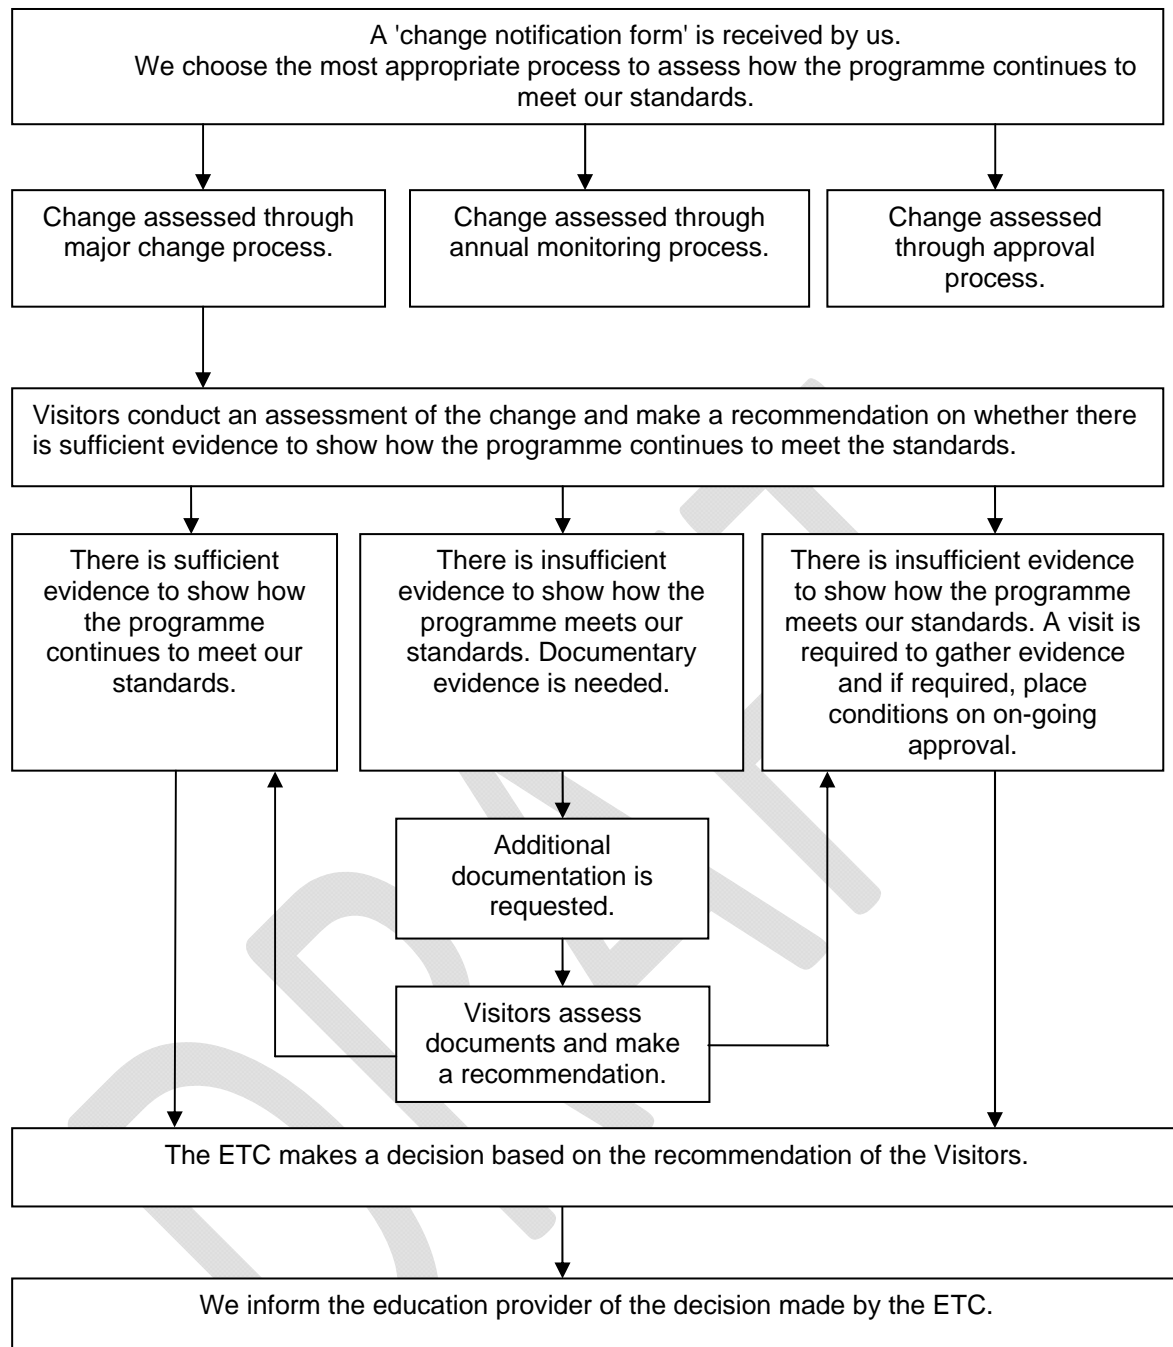 A 'change notification form' is received by us.
We choose the most appropriate process to assess how the programme continues to
meet our standards.
Change assessed through
major change process.
Change assessed through
annual monitoring process.
Change assessed
through approval
process.
Visitors conduct an assessment of the change and make a recommendation on whether there
is sufficient evidence to show how the programme continues to meet the standards.
There is sufficient
evidence to show how
the programme
continues to meet our
standards.
There is insufficient
evidence to show how the
programme meets our
standards. Documentary
evidence is needed.
There is insufficient evidence
to show how the programme
meets our standards. A visit is
required to gather evidence
and if required, place
conditions on on-going
approval.
Additional
documentation is
requested.
Visitors assess
documents and make
a recommendation.
The ETC makes a decision based on the recommendation of the Visitors.
We inform the education provider of the decision made by the ETC.
DRAFT